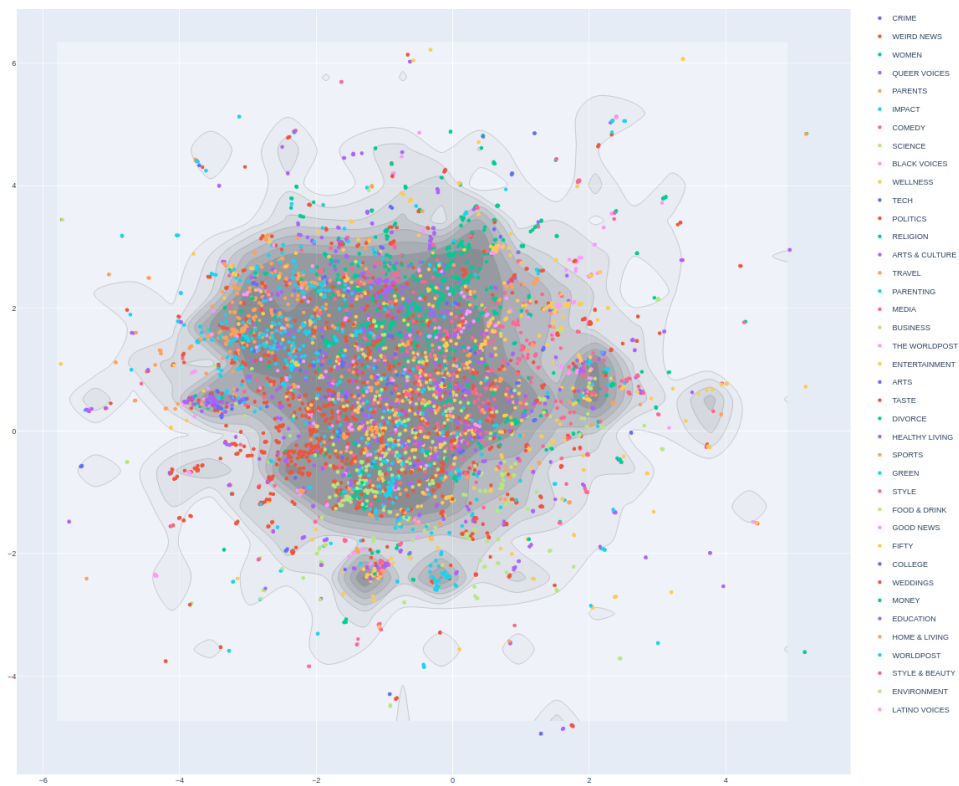 CRIME
WEIRD NEWS
WOMEN
QUEER VOICES
PARENTS
IMPACT
COMEDY
SCIENCE
BLACK VOICES
WELLNESS
TECH
POLITICS
RELIGION
ARTS & CULTURE
TRAVEL
PARENTING
MEDIA
BUSINESS
THE WORLDPOST
ENTERTAINMENT
ARTS
TASTE
DIVORCE
HEALTHY LIVING
SPORTS
GREEN
STYLE
FOOD & DRINK
GOOD NEWS
FIFTY
COLLEGE
WEDDINGS
MONEY
EDUCATION
HOME & LIVING
WORLDPOST
STYLE & BEAUTY
ENVIRONMENT
LATINO VOICES
6
4
2
0
−2
−4
−6 −4 −2 0 2 4